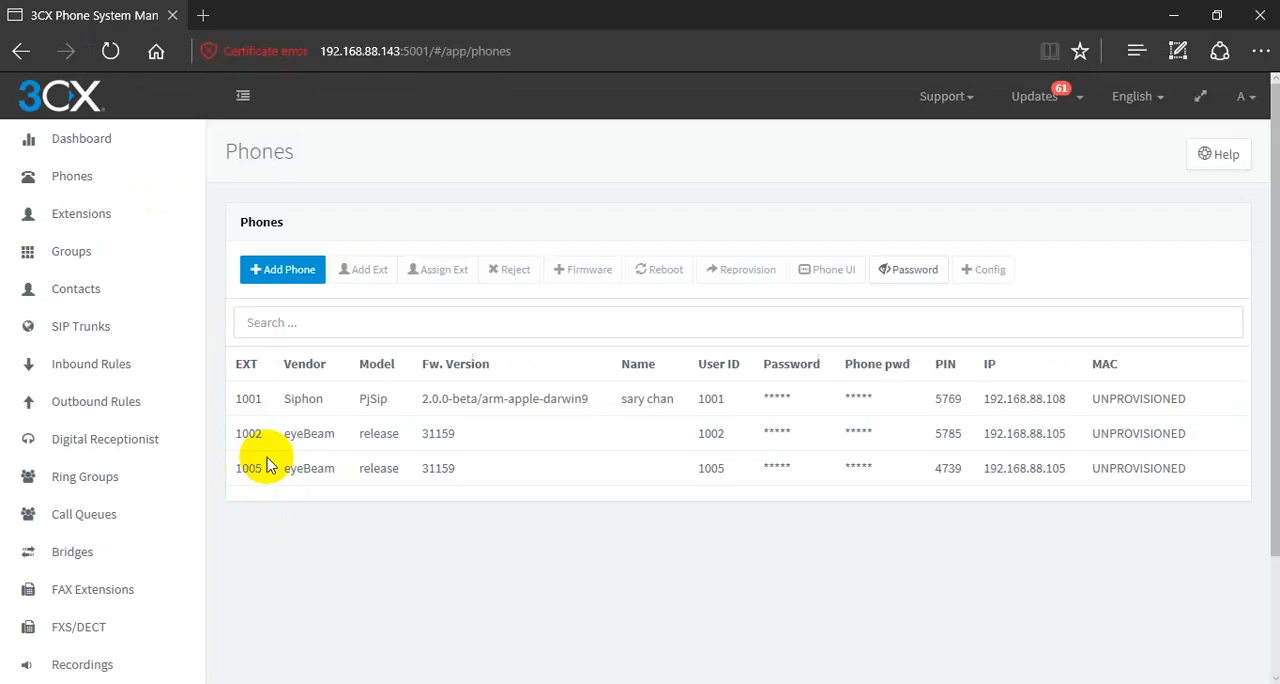 3CX Phone System Man
Certificate error 192.168.88.143:5001/#/app/phones
3CX
Support Updates 61 English A
Dashboard
Phones
Extensions
Groups
Contacts
SIP Trunks
Inbound Rules
Outbound Rules
Digital Receptionist
Ring Groups
Call Queues
Bridges
FAX Extensions
FXS/DECT
Recordings
Phones
Help
Phones
Add Phone Add Ext Assign Ext Reject Firmware Reboot Reprovision Phone UI Password Config
Search ...
EXT Vendor Model Fw. Version Name User ID Password Phone pwd PIN IP MAC
1001 Siphon PjSip 2.0.0-beta/arm-apple-darwin9 sary chan 1001 ***** ***** 5769 192.168.88.108 UNPROVISIONED
1002 eyeBeam release 31159 1002 ***** ***** 5785 192.168.88.105 UNPROVISIONED
1005 eyeBeam release 31159 1005 ***** ***** 4739 192.168.88.105 UNPROVISIONED